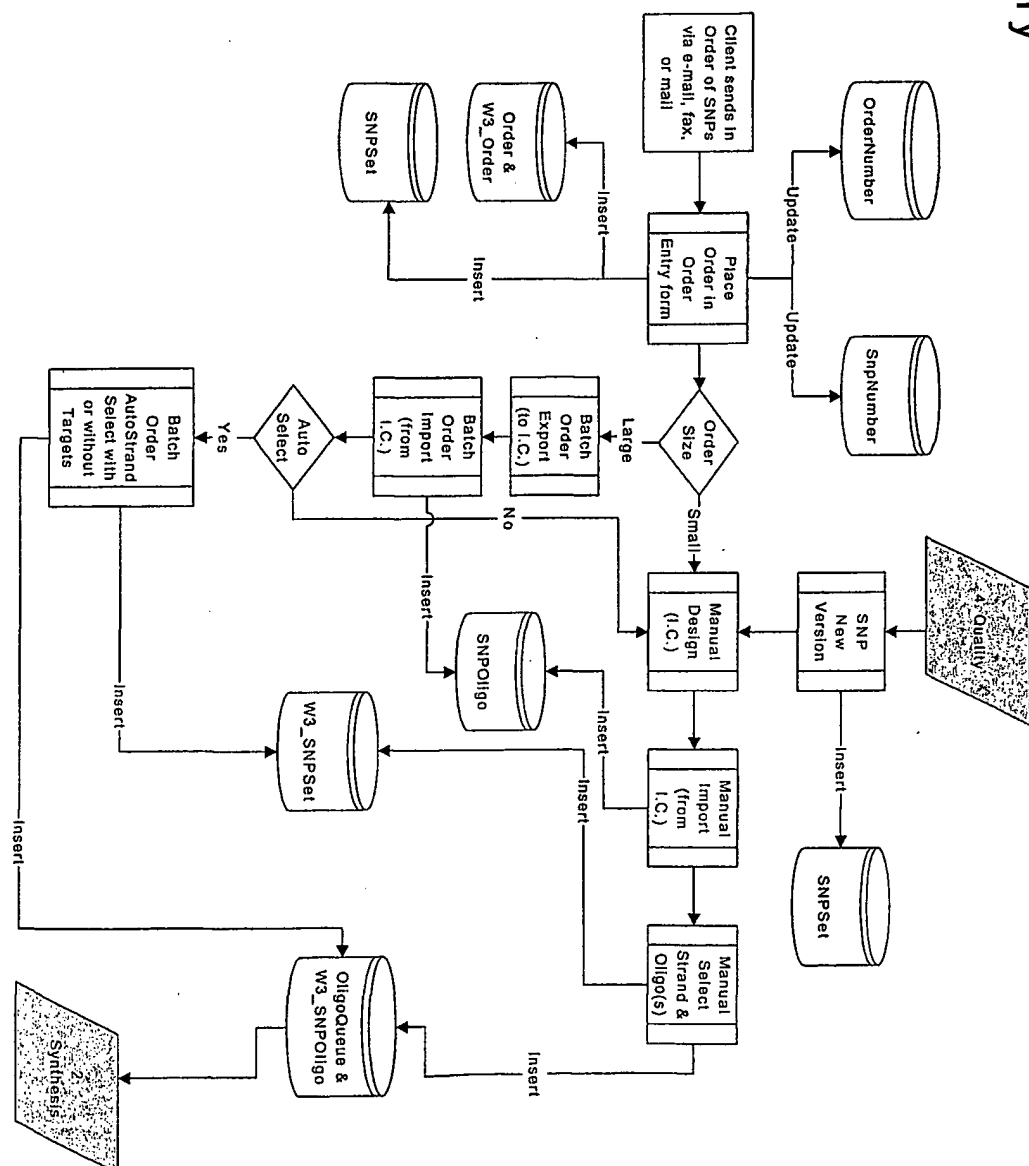 ry
OrderNumber
SnpNumber
4 Quality
Update
Update
SNP
New
Version
Insert
SNPSet
Client sends in
Order of SNPs
via e-mail, fax,
or mail
Place
Order in
Order
Entry form
Order
Size
Small
Manual
Design
(I.C.)
Manual
Import
(from
I.C.)
Manual
Select
Strand &
Oligo(s)
Insert
Order &
W3_Order
Insert
SNPSet
Large
Batch
Order
Export
(to I.C.)
Batch
Order
Import
(from
I.C.)
No
Insert
Insert
SNPOligo
Insert
Insert
Auto
Select
Yes
Batch
Order
AutoStrand
Select with
or without
Targets
Insert
W3_SNPSet
Insert
OligoQueue &
W3_SNPOligo
2
Synthesis